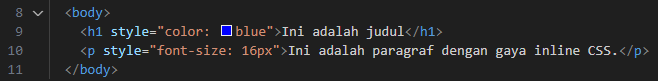 8 <body>
9 <h1 style="color: blue">Ini adalah judul</h1>
10 <p style="font-size: 16px">Ini adalah paragraf dengan gaya inline CSS.</p>
11 </body>